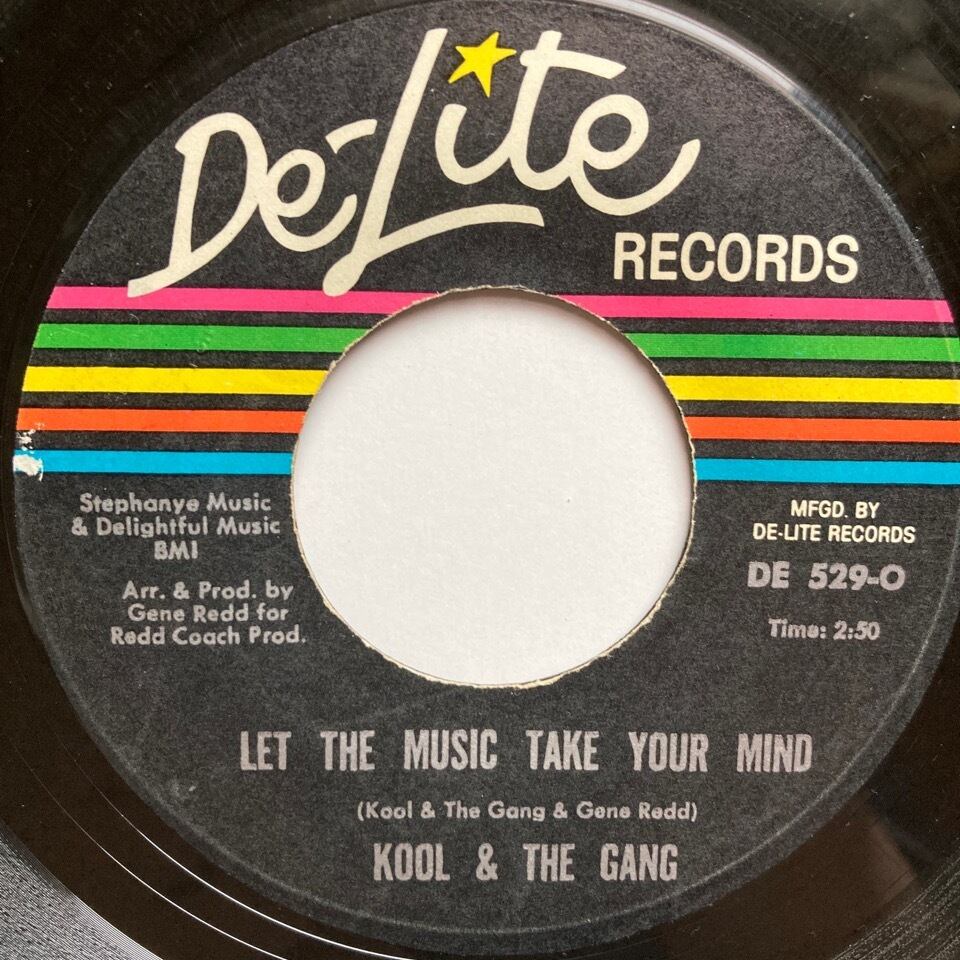 De-Lite
RECORDS
Stephanye Music
& Delightful Music
BMI
Arr. & Prod. by
Gene Redd for
Redd Coach Prod.
MFGD. BY
DE-LITE RECORDS
DE 529-O
Time: 2:50
LET THE MUSIC TAKE YOUR MIND
(Kool & The Gang & Gene Redd)
KOOL & THE GANG